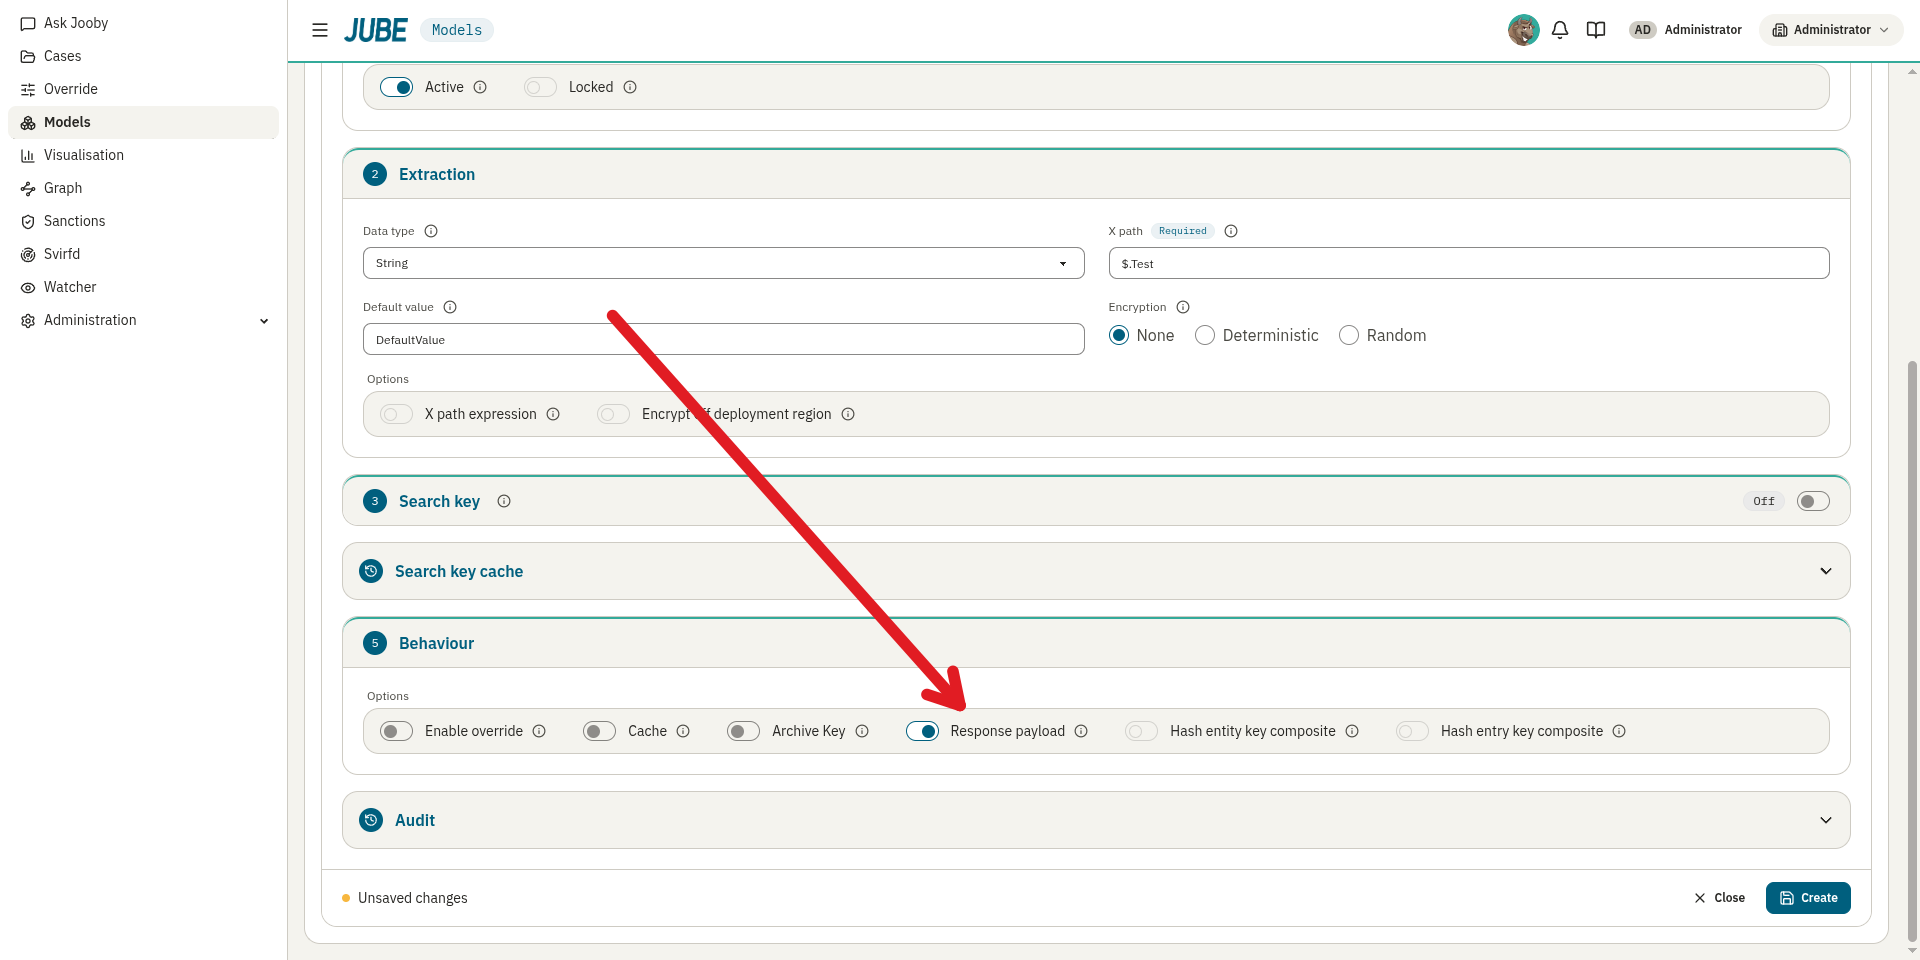 Ask Jooby
Cases
Override
Models
Visualisation
Graph
Sanctions
Svirfd
Watcher
Administration
JUBE
Models
AD Administrator
Administrator
Active
Locked
2 Extraction
Data type
X path Required
String
$.Test
Default value
Encryption
DefaultValue
None Deterministic Random
Options
X path expression
Encrypt off deployment region
3 Search key
Off
Search key cache
5 Behaviour
Options
Enable override
Cache
Archive Key
Response payload
Hash entity key composite
Hash entry key composite
Audit
Unsaved changes
Close
Create